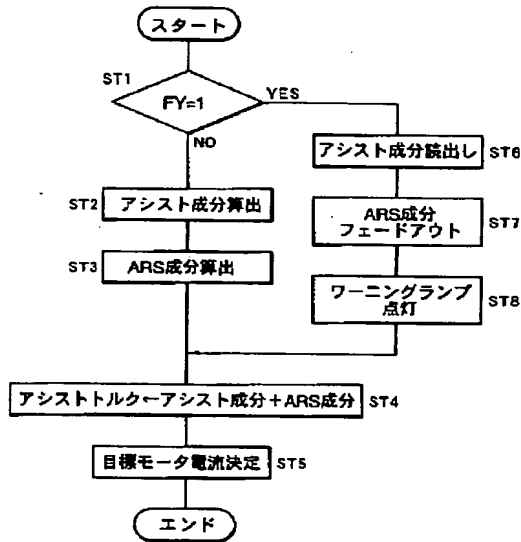 スタート
ST1
FY=1
YES
NO
ST2
アシスト成分算出
ST3
ARS成分算出
アシスト成分読出し
ST6
ARS成分
フェードアウト
ST7
ワーニングランプ
点灯
ST8
アシストトルク←アシスト成分+ARS成分
ST4
目標モータ電流決定
ST5
エンド